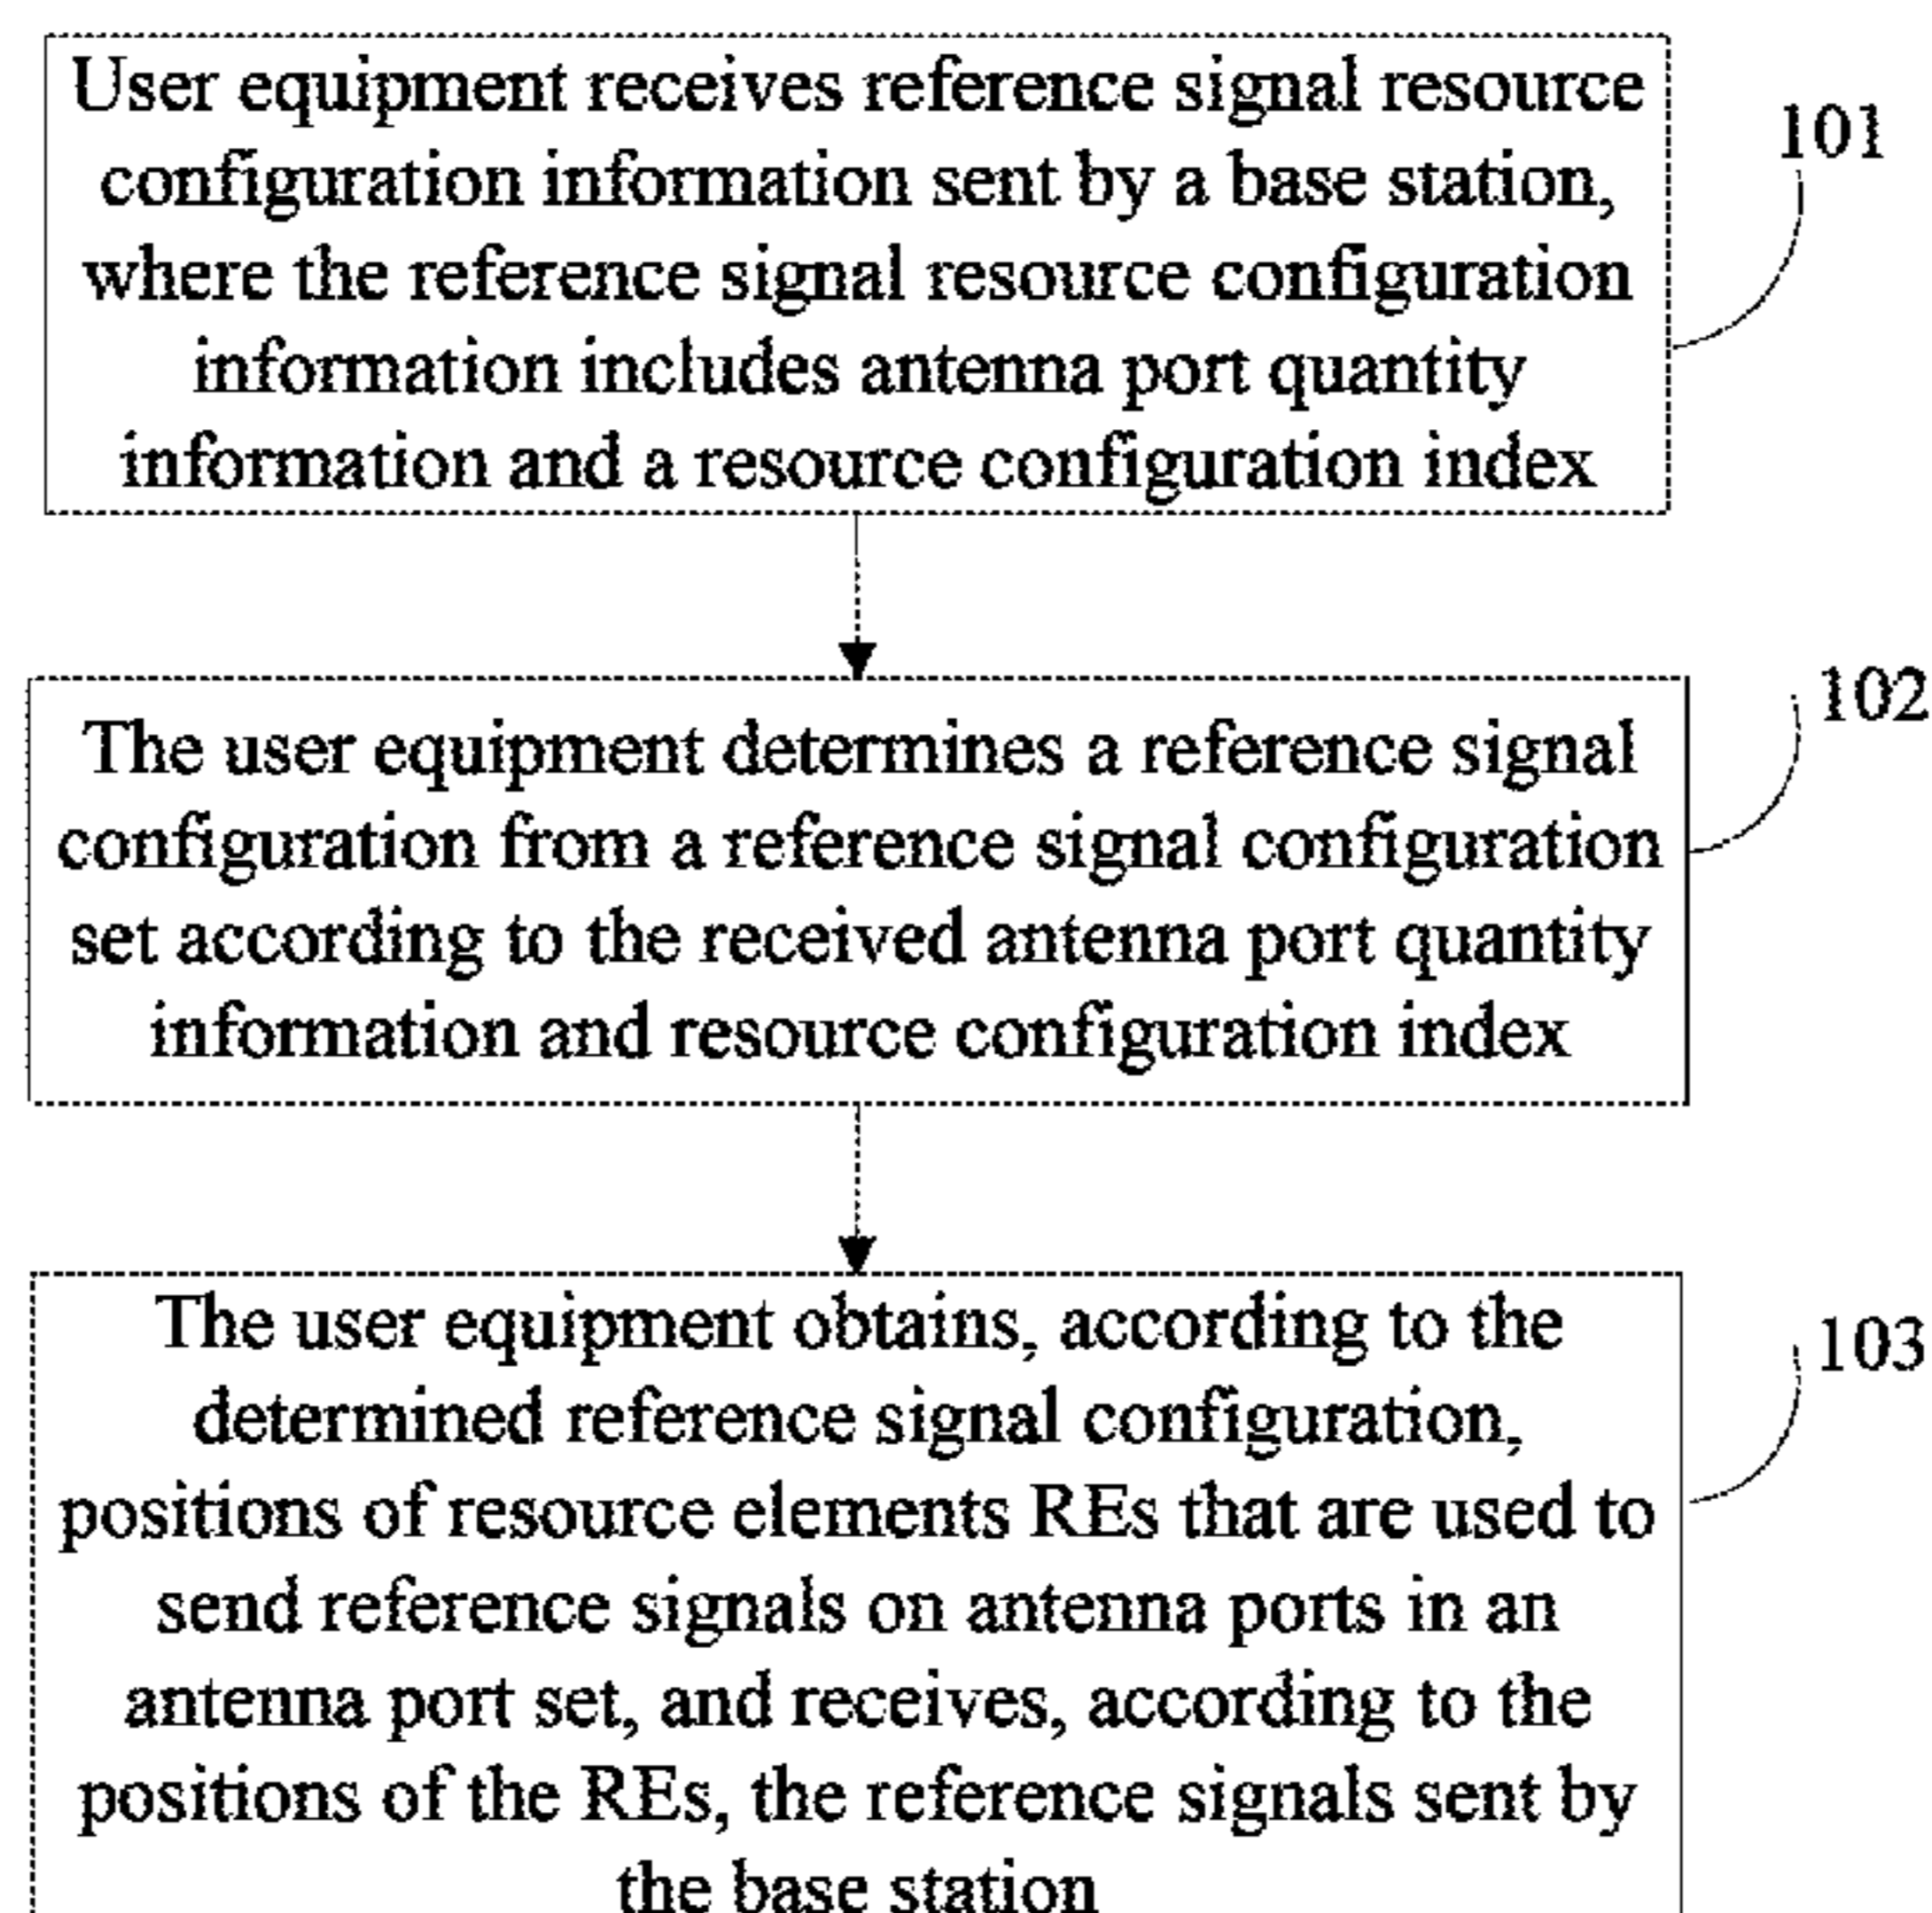 User equipment receives reference signal resource
configuration information sent by a base station,
where the reference signal resource configuration
information includes antenna port quantity
information and a resource configuration index
101
The user equipment determines a reference signal
configuration from a reference signal configuration
set according to the received antenna port quantity
information and resource configuration index
102
The user equipment obtains, according to the
determined reference signal configuration,
positions of resource elements REs that are used to
send reference signals on antenna ports in an
antenna port set, and receives, according to the
positions of the REs, the reference signals sent by
the base station
103